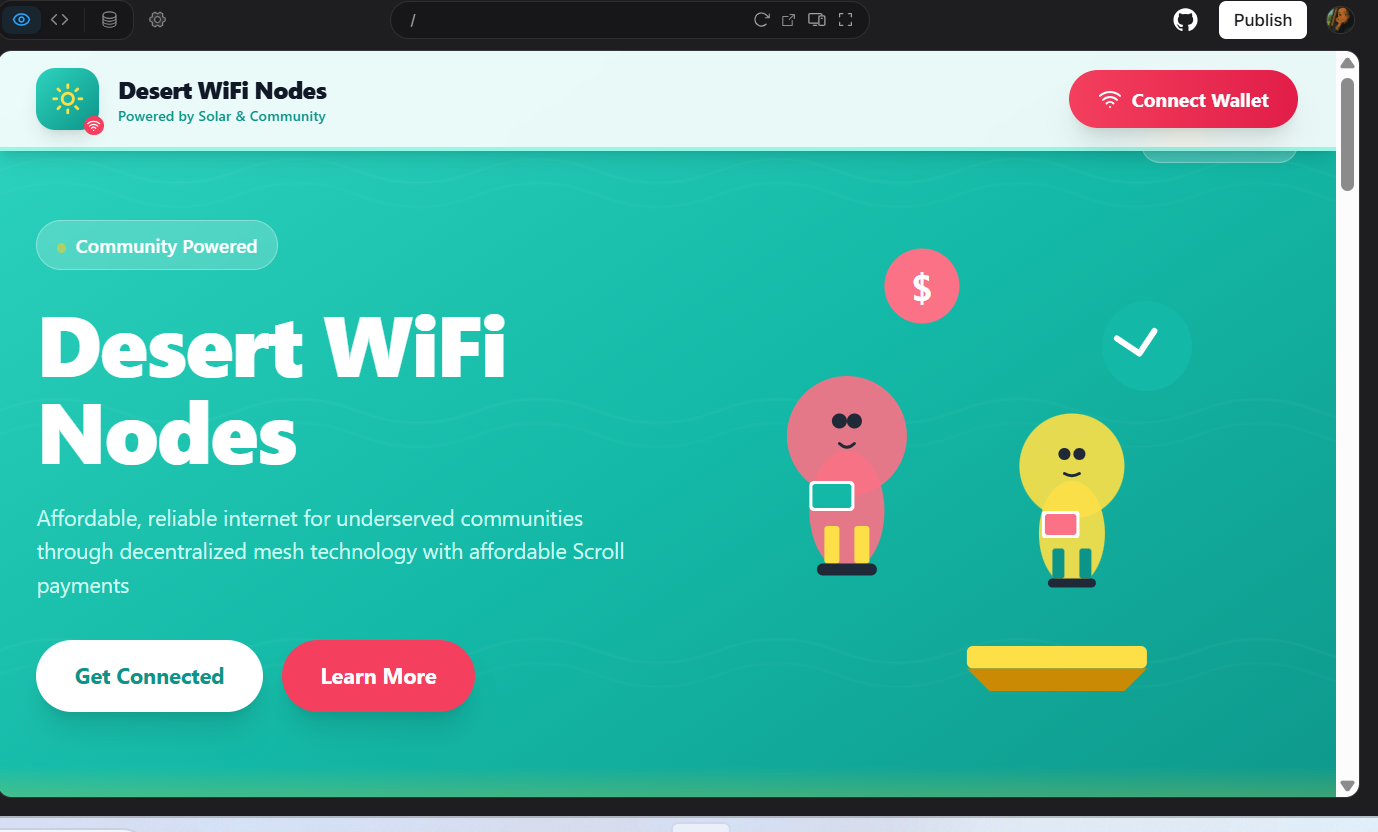 /
Publish
Desert WiFi Nodes
Powered by Solar & Community
Connect Wallet
Community Powered
$
Desert WiFi
Nodes
Affordable, reliable internet for underserved communities
through decentralized mesh technology with affordable Scroll
payments
Get Connected
Learn More